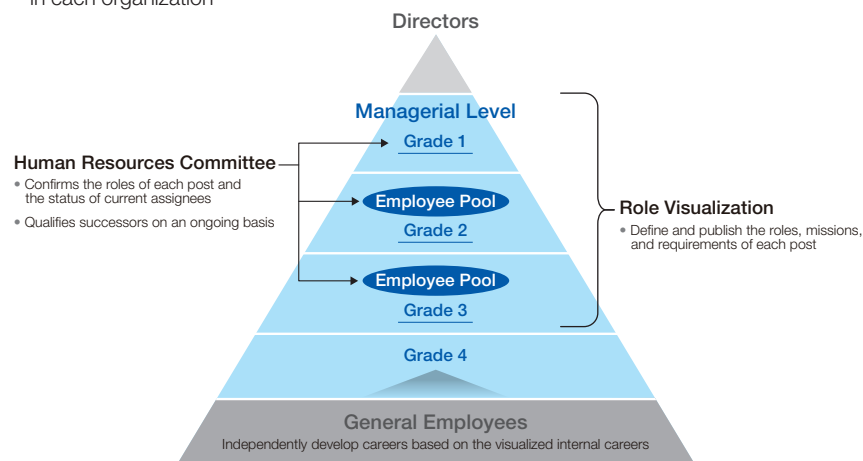 in each organization
Directors
Managerial Level
Grade 1
Human Resources Committee
• Confirms the roles of each post and
the status of current assignees
• Qualifies successors on an ongoing basis
Employee Pool
Grade 2
Role Visualization
• Define and publish the roles, missions,
and requirements of each post
Employee Pool
Grade 3
Grade 4
General Employees
Independently develop careers based on the visualized internal careers